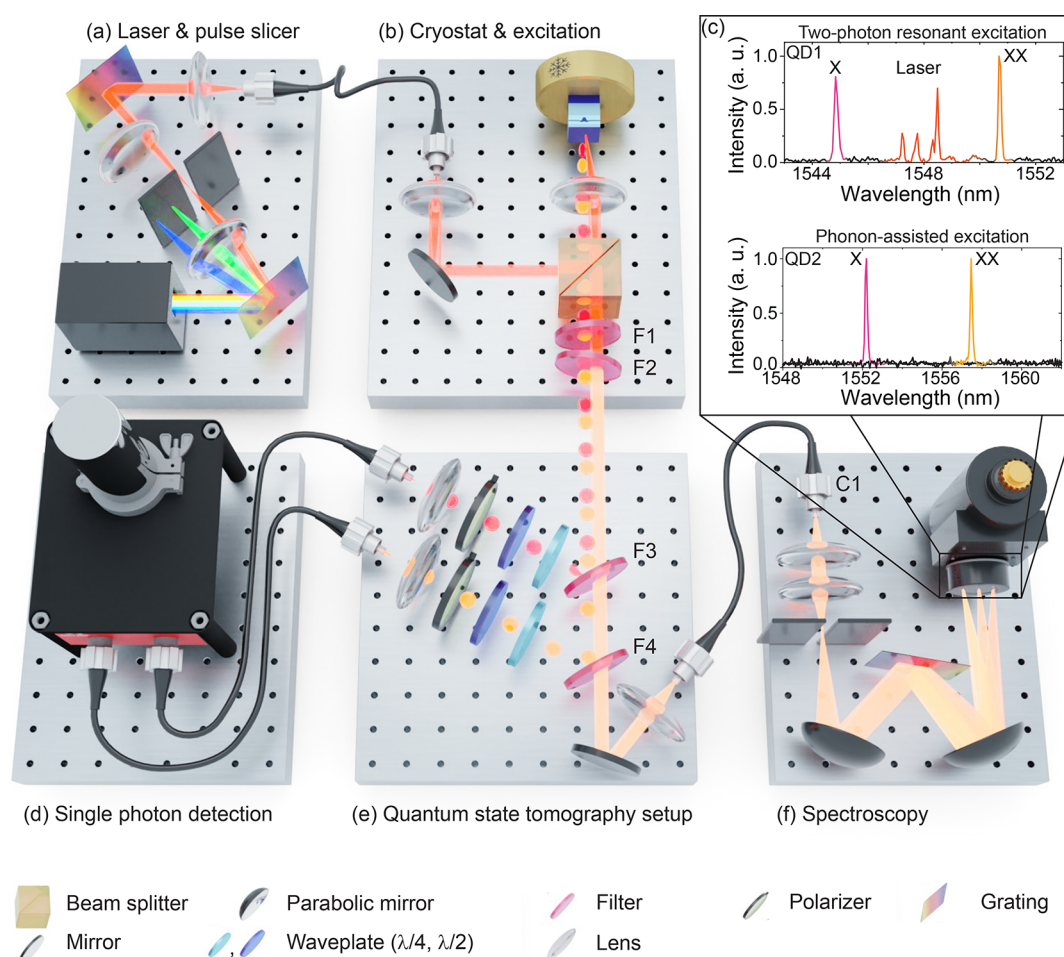 (a) Laser & pulse slicer
(b) Cryostat & excitation
(c)
Two-photon resonant excitation
QD1
X
Laser
XX
1.0
0.5
0.0
Intensity (a. u.)
1544
1548
1552
Wavelength (nm)
Phonon-assisted excitation
QD2
X
XX
1.0
0.5
0.0
Intensity (a. u.)
1548
1552
1556
1560
Wavelength (nm)
F1
F2
F3
F4
C1
(d) Single photon detection
(e) Quantum state tomography setup
(f) Spectroscopy
Beam splitter
Parabolic mirror
Filter
Polarizer
Grating
Mirror
, Waveplate (λ/4, λ/2)
Lens